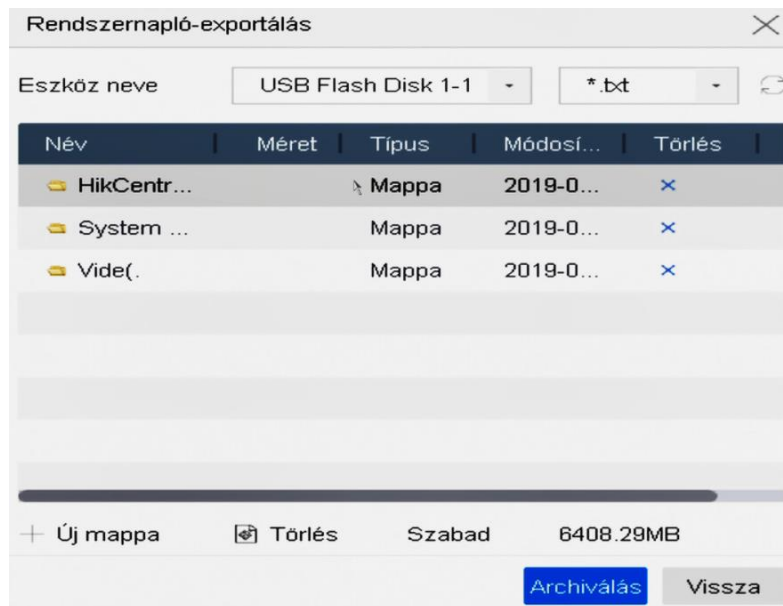 Rendszernapló-exportálás
Eszköz neve USB Flash Disk 1-1 *.txt
Név Méret Típus Módosí... Törlés
HikCentr... Mappa 2019-0...
System ... Mappa 2019-0...
Vide(. Mappa 2019-0...
Új mappa Törlés Szabad 6408.29MB
Archiválás Vissza